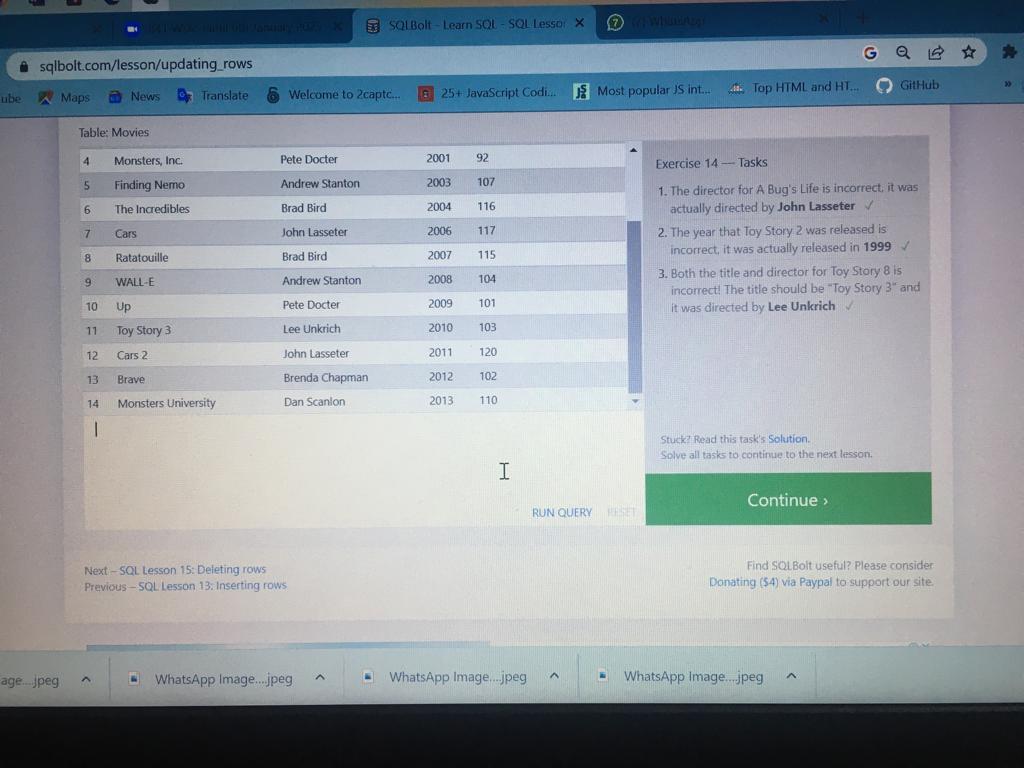 SQLBolt - Learn SQL - SQL Lesson
WhatsApp
sqlbolt.com/lesson/updating_rows
ube Maps News Translate Welcome to 2captc... 25+ JavaScript Codi... Most popular JS int... Top HTML and HT... GitHub »
Table: Movies
4 Monsters, Inc. Pete Docter 2001 92
5 Finding Nemo Andrew Stanton 2003 107
6 The Incredibles Brad Bird 2004 116
7 Cars John Lasseter 2006 117
8 Ratatouille Brad Bird 2007 115
9 WALL-E Andrew Stanton 2008 104
10 Up Pete Docter 2009 101
11 Toy Story 3 Lee Unkrich 2010 103
12 Cars 2 John Lasseter 2011 120
13 Brave Brenda Chapman 2012 102
14 Monsters University Dan Scanlon 2013 110
RUN QUERY RESET
Exercise 14 — Tasks
1. The director for A Bug's Life is incorrect, it was
actually directed by John Lasseter ✓
2. The year that Toy Story 2 was released is
incorrect, it was actually released in 1999 ✓
3. Both the title and director for Toy Story 8 is
incorrect! The title should be "Toy Story 3" and
it was directed by Lee Unkrich ✓
Stuck? Read this task's Solution.
Solve all tasks to continue to the next lesson.
Continue ›
Next – SQL Lesson 15: Deleting rows
Previous – SQL Lesson 13: Inserting rows
Find SQLBolt useful? Please consider
Donating ($4) via Paypal to support our site.
age....jpeg WhatsApp Image....jpeg WhatsApp Image....jpeg WhatsApp Image....jpeg